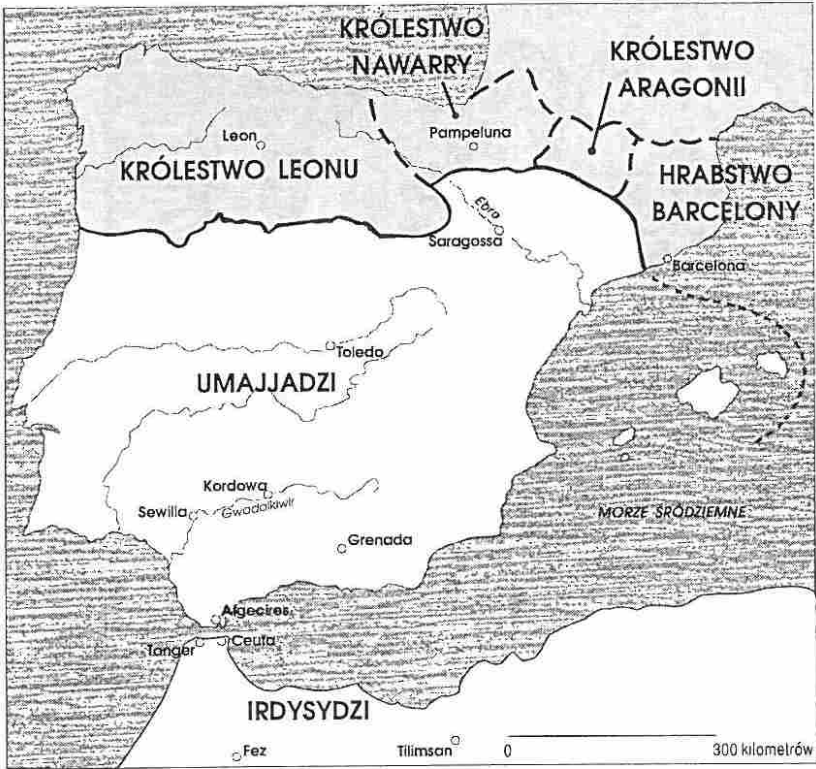 KRÓLESTWO
NAWARRY
KRÓLESTWO
ARAGONII
Leon
Pampeluna
KRÓLESTWO LEONU
HRABSTWO
BARCELONY
Ebro
Saragossa
Barcelona
Toledo
UMAJJADZI
Kordowa
Sewilla
Gwadalkiwir
MORZE ŚRÓDZIEMNE
Grenada
Algeciras
Tanger
Ceuta
IRDYSYDZI
Fez
Tilimsan
0
300 kilometrów